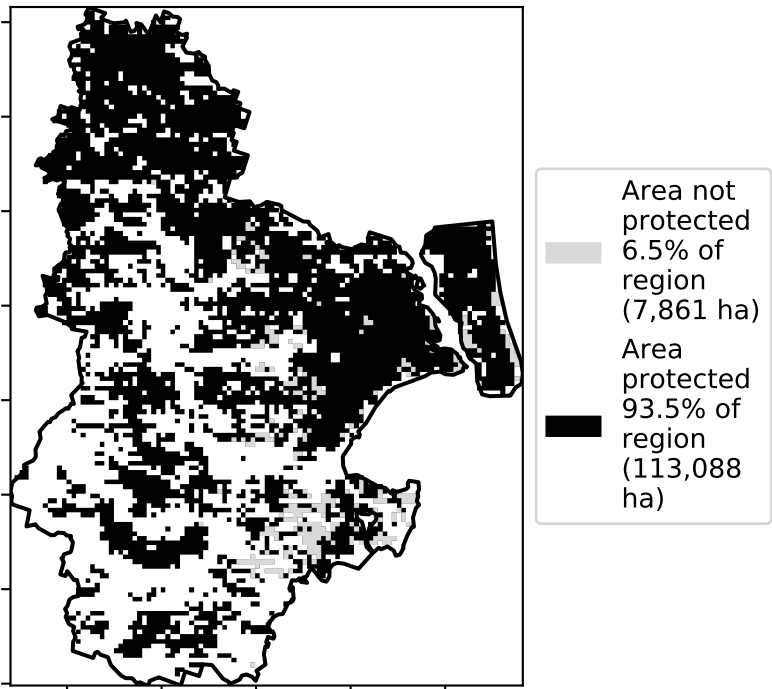 Area not
protected
6.5% of
region
(7,861 ha)
Area
protected
93.5% of
region
(113,088
ha)